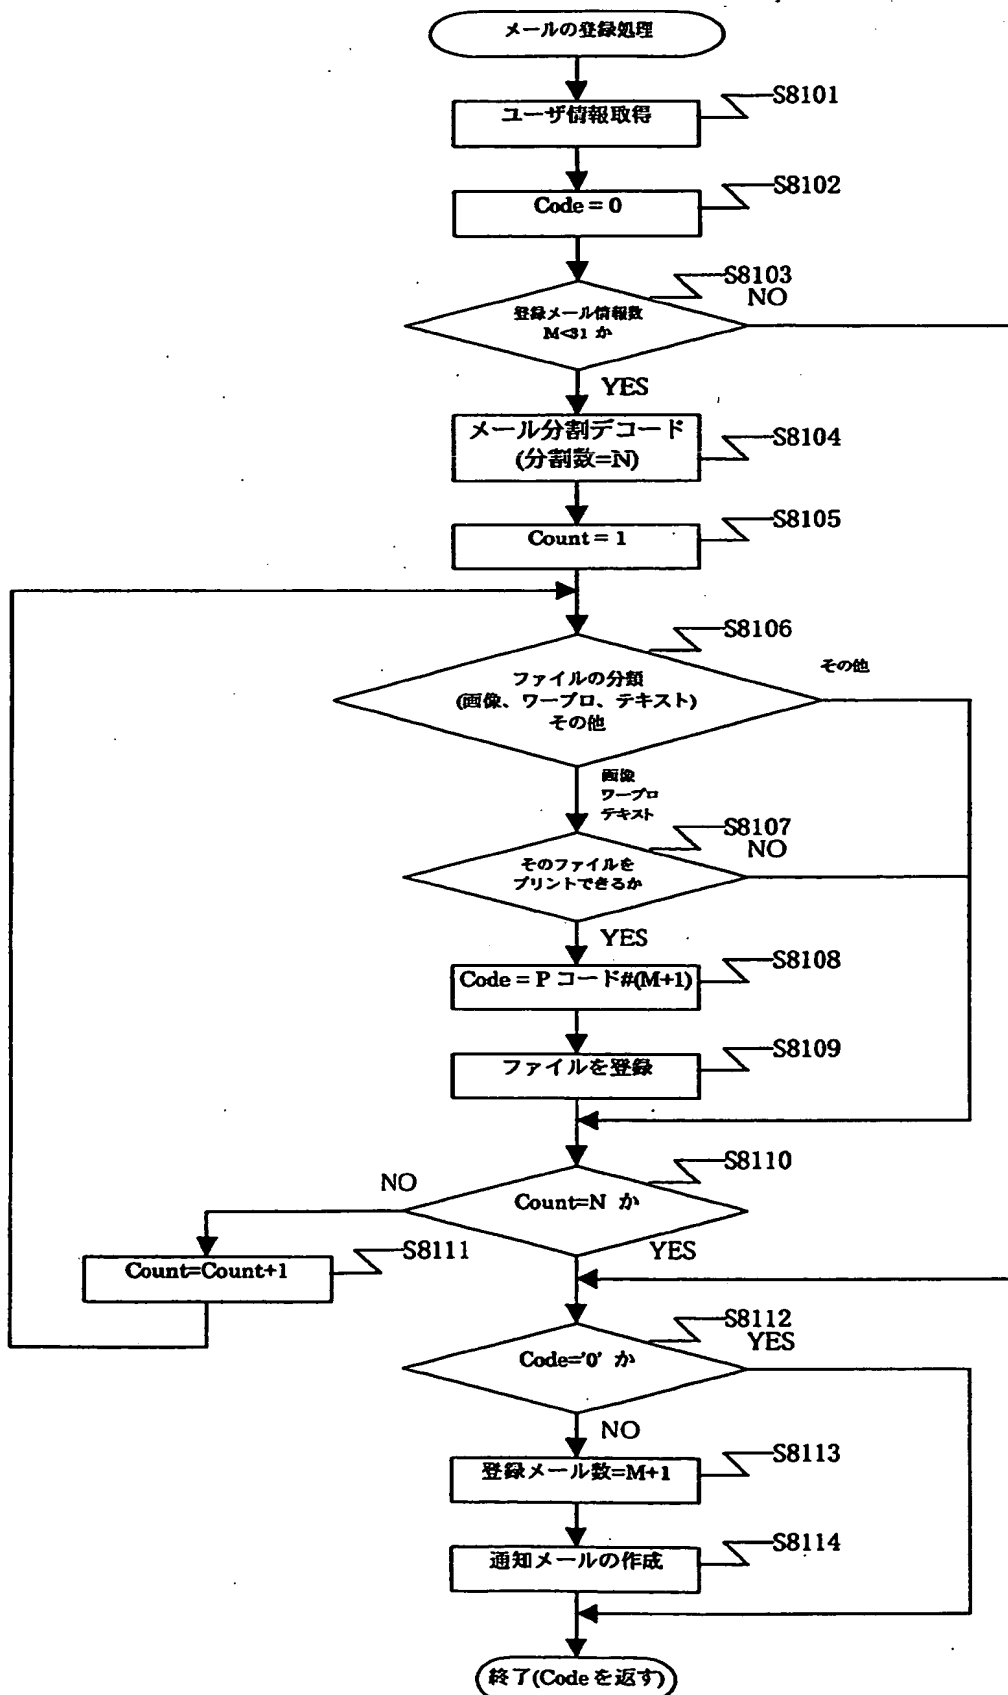 メールの登録処理
S8101
ユーザ情報取得
S8102
Code = 0
S8103
NO
登録メール情報数
M<31 か
YES
メール分割デコード
(分割数=N)
S8104
S8105
Count = 1
S8106
その他
ファイルの分類
(画像、ワープロ、テキスト)
その他
画像
ワープロ
テキスト
S8107
NO
そのファイルを
プリントできるか
YES
S8108
Code = P コード#(M+1)
S8109
ファイルを登録
S8110
NO
Count=N か
YES
S8111
Count=Count+1
S8112
YES
Code='0' か
NO
S8113
登録メール数=M+1
S8114
通知メールの作成
終了(Code を返す)